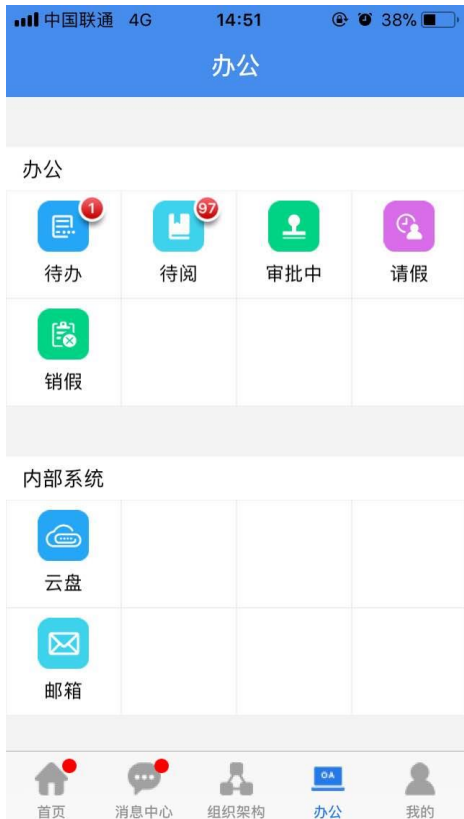 中国联通 4G 14:51 38%
办公
办公
1 97
待办 待阅 审批中 请假
销假
内部系统
云盘
邮箱
OA
首页 消息中心 组织架构 办公 我的